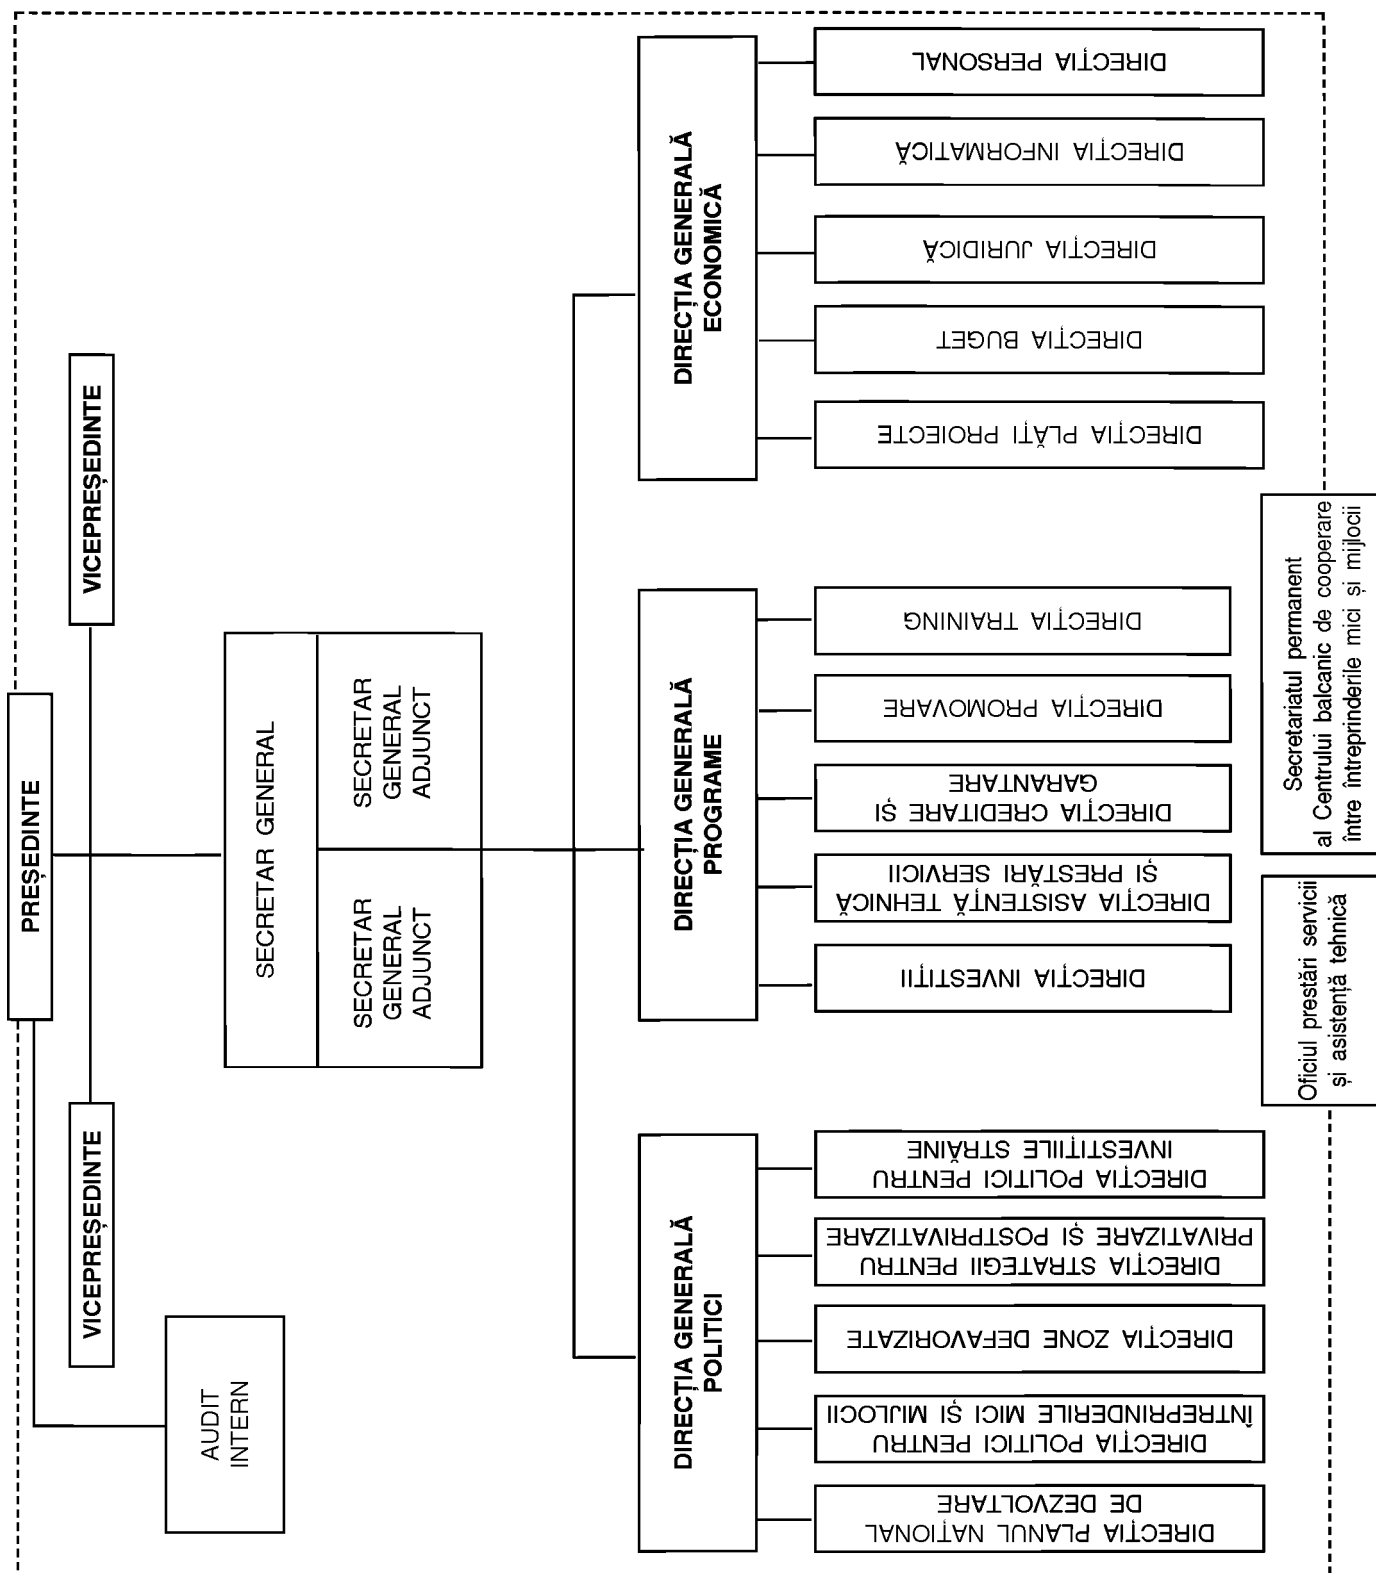 PREȘEDINTE
VICEPREȘEDINTE
VICEPREȘEDINTE
AUDIT
INTERN
SECRETAR GENERAL
SECRETAR
GENERAL
ADJUNCT
SECRETAR
GENERAL
ADJUNCT
DIRECȚIA GENERALĂ
POLITICI
DIRECȚIA GENERALĂ
PROGRAME
DIRECȚIA GENERALĂ
ECONOMICĂ
DIRECȚIA PLANUL NAȚIONAL
DE DEZVOLTARE
DIRECȚIA POLITICI PENTRU
ÎNTREPRINDERILE MICI ȘI MIJLOCII
DIRECȚIA ZONE DEFAVORIZATE
DIRECȚIA STRATEGII PENTRU
PRIVATIZARE ȘI POSTPRIVATIZARE
DIRECȚIA POLITICI PENTRU
INVESTIȚIILE STRĂINE
DIRECȚIA INVESTIȚII
DIRECȚIA ASISTENȚĂ TEHNICĂ
ȘI PRESTĂRI SERVICII
DIRECȚIA CREDITARE ȘI
GARANTARE
DIRECȚIA PROMOVARE
DIRECȚIA TRAINING
DIRECȚIA PLĂȚI PROIECTE
DIRECȚIA BUGET
DIRECȚIA JURIDICĂ
DIRECȚIA INFORMATICĂ
DIRECȚIA PERSONAL
Oficiul prestări servicii
și asistență tehnică
Secretariatul permanent
al Centrului balcanic de cooperare
între întreprinderile mici și mijlocii